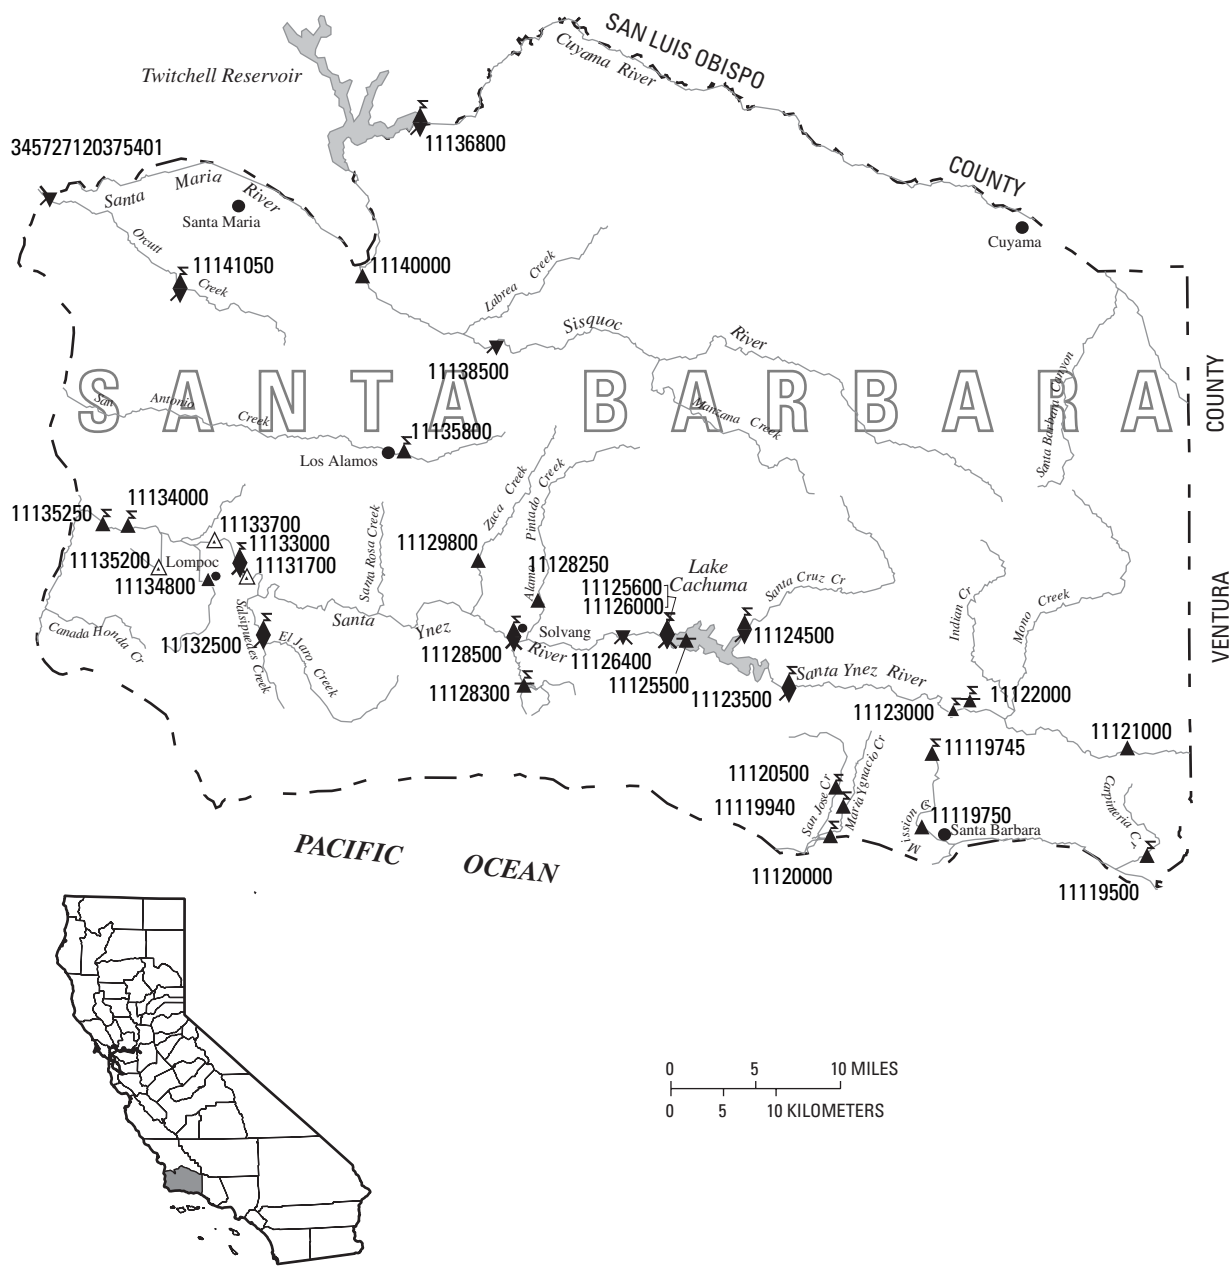 SAN LUIS OBISPO
Cuyama River
Twitchell Reservoir
11136800
345727120375401
COUNTY
Santa Maria River
Santa Maria
Cuyama
Orcutt
Creek
11141050
11140000
Labrea Creek
Sisquoc River
11138500
SANTA BARBARA
COUNTY
San Antonio Creek
Manzana Creek
Santa Barbara Canyon
11135800
Los Alamos
11134000
11135250
11133700
11133000
11135200
Lompoc
11131700
11134800
Santa Rosa Creek
Zaca Creek
Alamo Pintado Creek
11129800
11128250
Lake
Cachuma
11125600
11126000
Santa Cruz Cr
Indian Cr
Mono Creek
VENTURA
Canada Honda Cr
Salsipuedes Creek
El Jaro Creek
11132500
Santa Ynez River
Solvang
11128500
11126400
11124500
11125500
11128300
11123500
Santa Ynez River
11123000
11122000
11121000
11119745
11120500
San Jose Cr
Maria Ygnacio Cr
11119940
Mission Cr
11119750
Santa Barbara
Carpinteria Cr
11120000
11119500
PACIFIC OCEAN
0 5 10 MILES
0 5 10 KILOMETERS